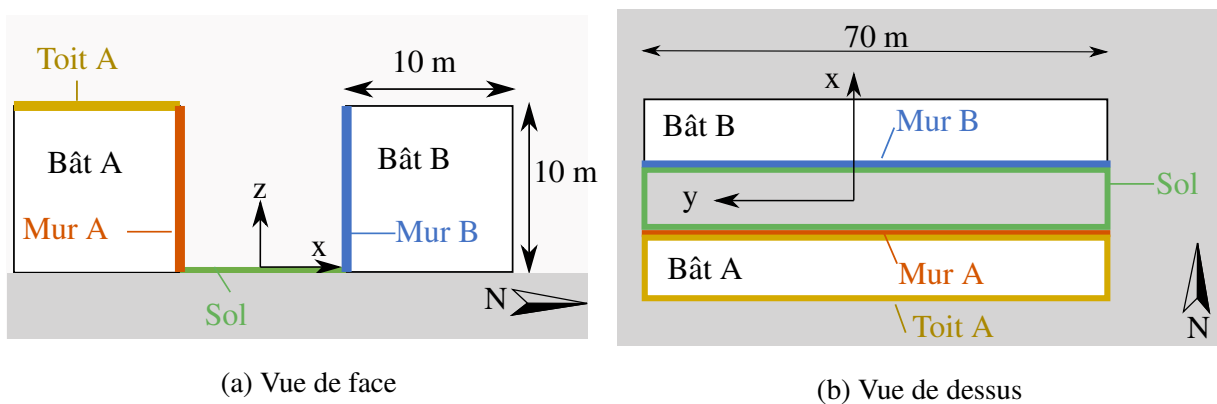 Toit A
10 m
Bât A
Bât B
10 m
z
Mur A
x
Mur B
Sol
N
(a) Vue de face
70 m
x
Bât B
Mur B
Sol
y
Bât A
Mur A
Toit A
N
(b) Vue de dessus